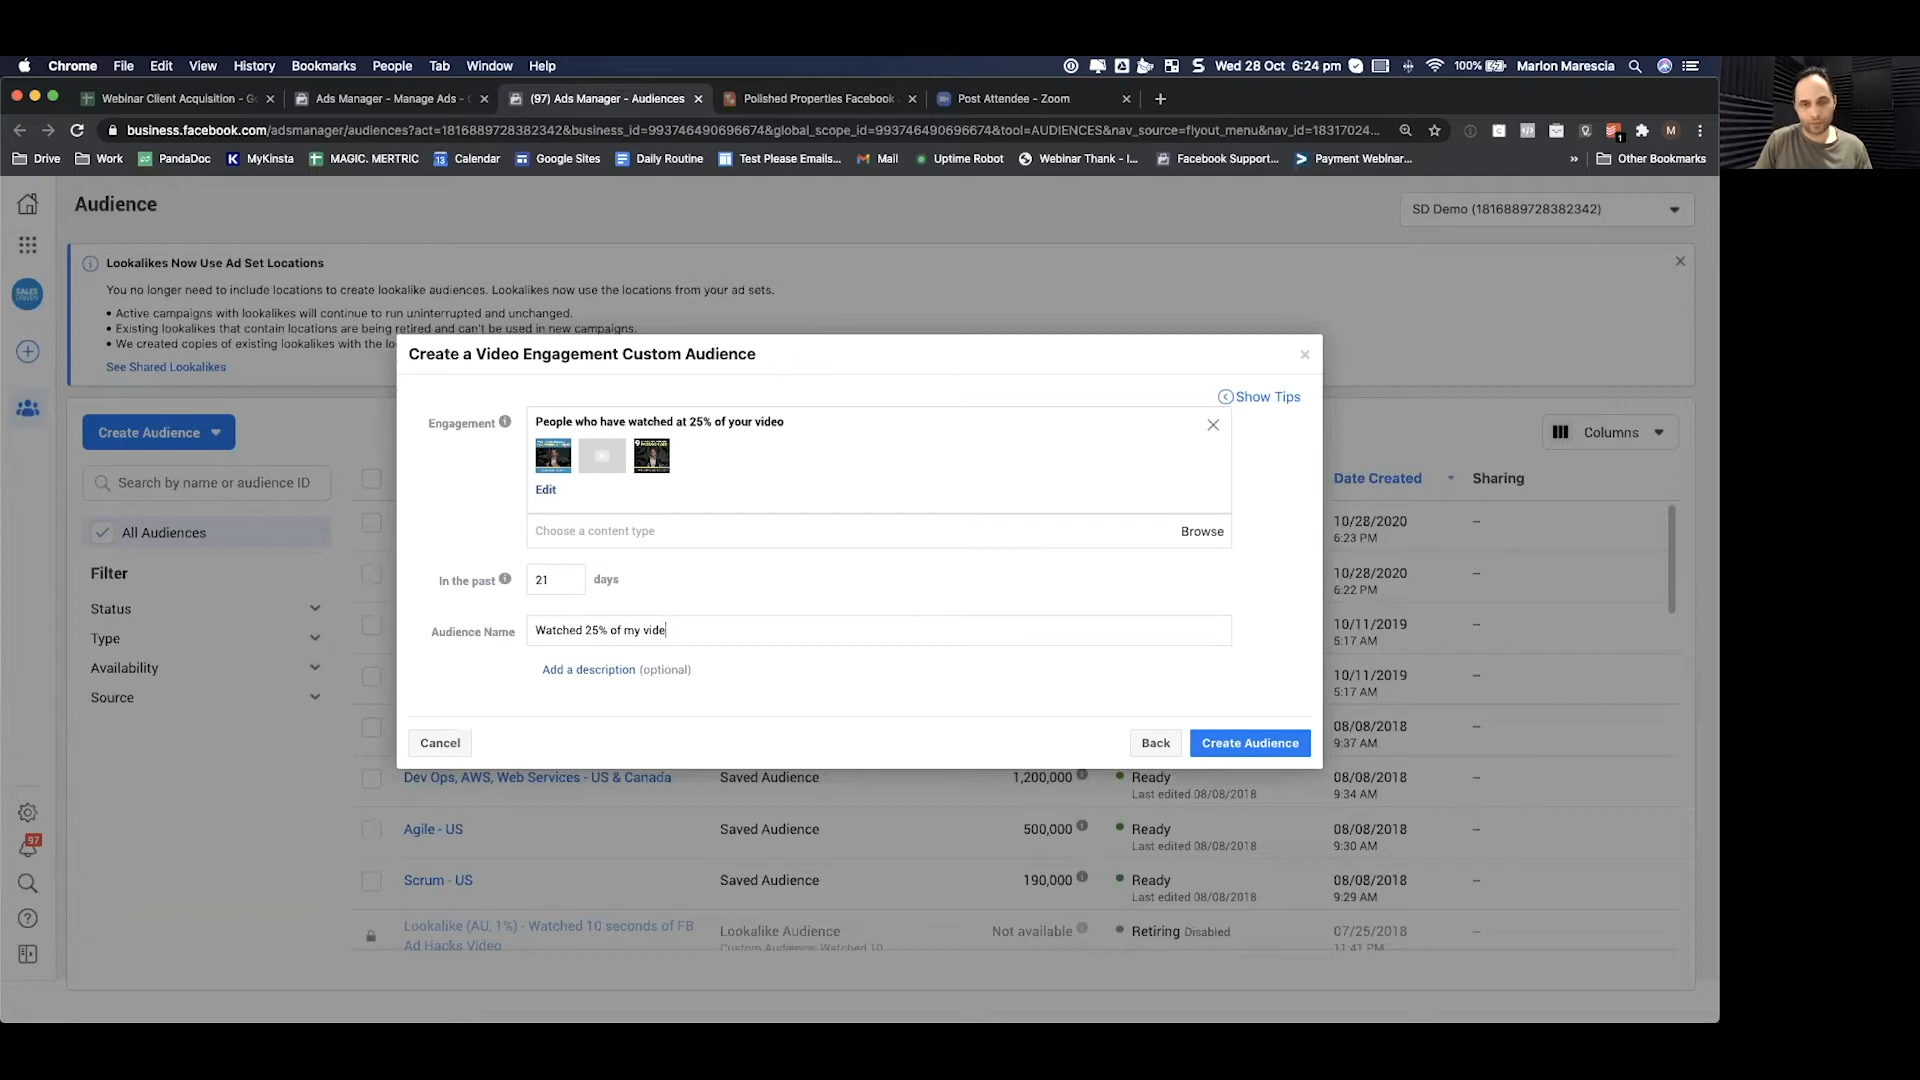 Chrome File Edit View History Bookmarks People Tab Window Help
Wed 28 Oct 6:24 pm 100% Marlon Marescia
Webinar Client Acquisition - G
Ads Manager - Manage Ads -
(97) Ads Manager - Audiences
Polished Properties Facebook
Post Attendee - Zoom
business.facebook.com/adsmanager/audiences?act=1816889728382342&business_id=993746490696674&global_scope_id=993746490696674&tool=AUDIENCES&nav_source=flyout_menu&nav_id=18317024...
Drive Work PandaDoc MyKinsta MAGIC. MERTRIC Calendar Google Sites Daily Routine Test Please Emails... Mail Uptime Robot Webinar Thank - I... Facebook Support... Payment Webinar... » Other Bookmarks
Audience
SD Demo (1816889728382342)
SALES DRIVEN
Lookalikes Now Use Ad Set Locations
You no longer need to include locations to create lookalike audiences. Lookalikes now use the locations from your ad sets.
• Active campaigns with lookalikes will continue to run uninterrupted and unchanged.
• Existing lookalikes that contain locations are being retired and can't be used in new campaigns.
• We created copies of existing lookalikes with the lo
See Shared Lookalikes
Create Audience
Search by name or audience ID
All Audiences
Filter
Status
Type
Availability
Source
97
Columns
Date Created Sharing
10/28/2020 --
6:23 PM
10/28/2020 --
6:22 PM
10/11/2019 --
5:17 AM
10/11/2019 --
5:17 AM
08/08/2018 --
9:37 AM
Create a Video Engagement Custom Audience
Show Tips
Engagement
People who have watched at 25% of your video
Edit
Choose a content type
Browse
In the past 21 days
Audience Name Watched 25% of my vide
Add a description (optional)
Cancel
Back
Create Audience
Dev Ops, AWS, Web Services - US & Canada Saved Audience 1,200,000 Ready 08/08/2018 --
Last edited 08/08/2018 9:34 AM
Agile - US Saved Audience 500,000 Ready 08/08/2018 --
Last edited 08/08/2018 9:30 AM
Scrum - US Saved Audience 190,000 Ready 08/08/2018 --
Last edited 08/08/2018 9:29 AM
Lookalike (AU, 1%) - Watched 10 seconds of FB Ad Hacks Video Lookalike Audience Not available Retiring Disabled 07/25/2018 --
Custom Audience: Watched 10 11:41 PM